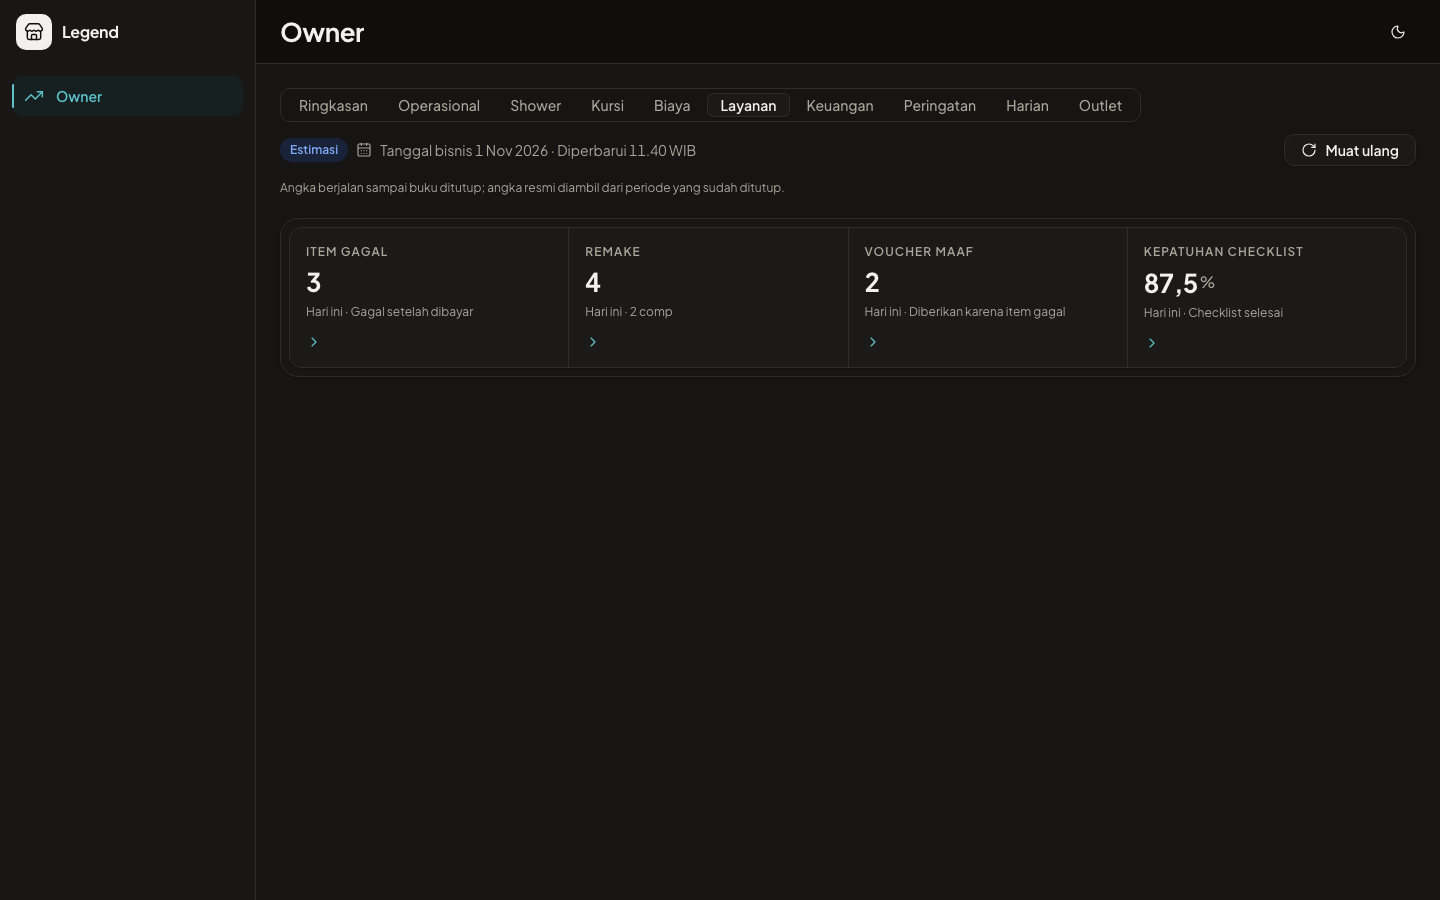 Legend
Owner
Owner
Ringkasan Operasional Shower Kursi Biaya Layanan Keuangan Peringatan Harian Outlet
Estimasi Tanggal bisnis 1 Nov 2026 · Diperbarui 11.40 WIB Muat ulang
Angka berjalan sampai buku ditutup; angka resmi diambil dari periode yang sudah ditutup.
ITEM GAGAL
3
Hari ini · Gagal setelah dibayar
REMAKE
4
Hari ini · 2 comp
VOUCHER MAAF
2
Hari ini · Diberikan karena item gagal
KEPATUHAN CHECKLIST
87,5%
Hari ini · Checklist selesai